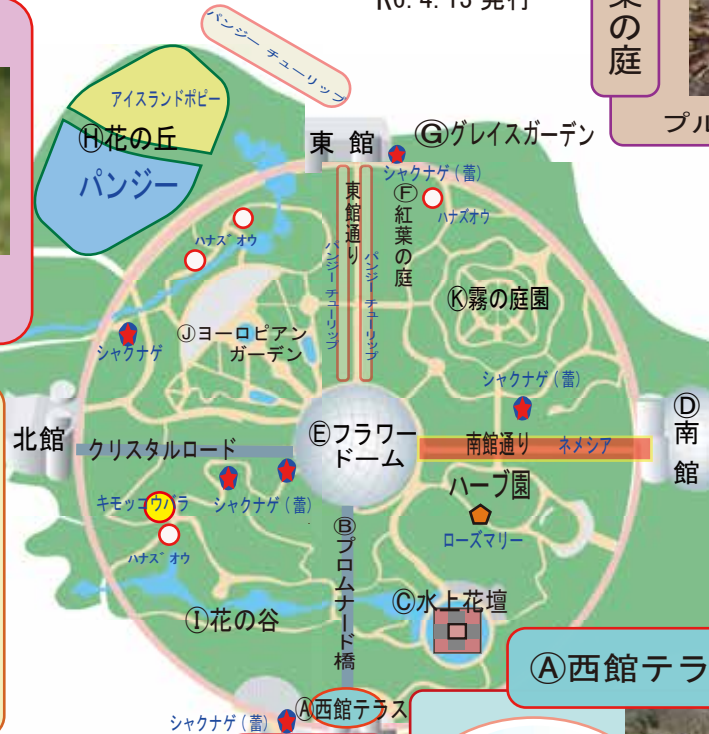 R6.4.13 発行
の庭
プル
パンジー チューリップ
アイスランドポピー
Ⓗ花の丘
パンジー
東 館
Ⓖグレイスガーデン
シャクナゲ（蕾）
東館通り
パンジー チューリップ
パンジー チューリップ
Ⓕ紅葉の庭
ハナズオウ
ハナズオウ
Ⓚ霧の庭園
Ⓙヨーロピアン
ガーデン
シャクナゲ
シャクナゲ（蕾）
北館
クリスタルロード
Ⓔフラワー
ドーム
南館通り
ネメシア
Ⓓ南館
キモッコウバラ
シャクナゲ（蕾）
ハーブ園
ローズマリー
ハナズオウ
Ⓑプロムナード橋
Ⓘ花の谷
Ⓒ水上花壇
Ⓐ西館テラ
Ⓐ西館テラス
シャクナゲ（蕾）